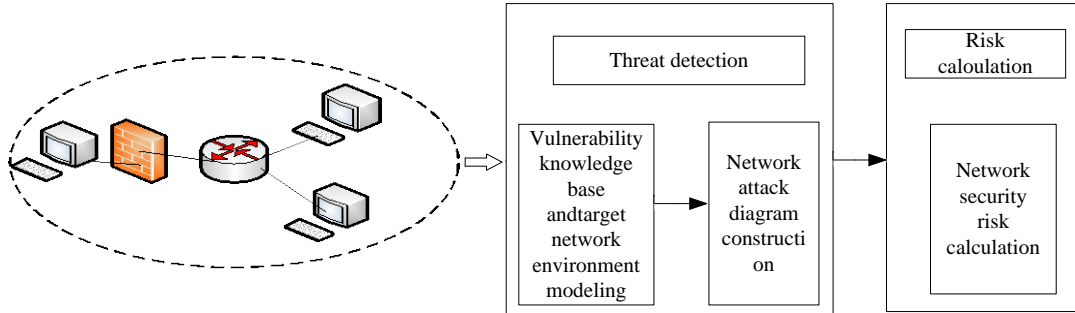 Threat detection
Vulnerability
knowledge
base
andtarget
network
environment
modeling
Network
attack
diagram
constructi
on
Risk
caloulation
Network
security
risk
calculation